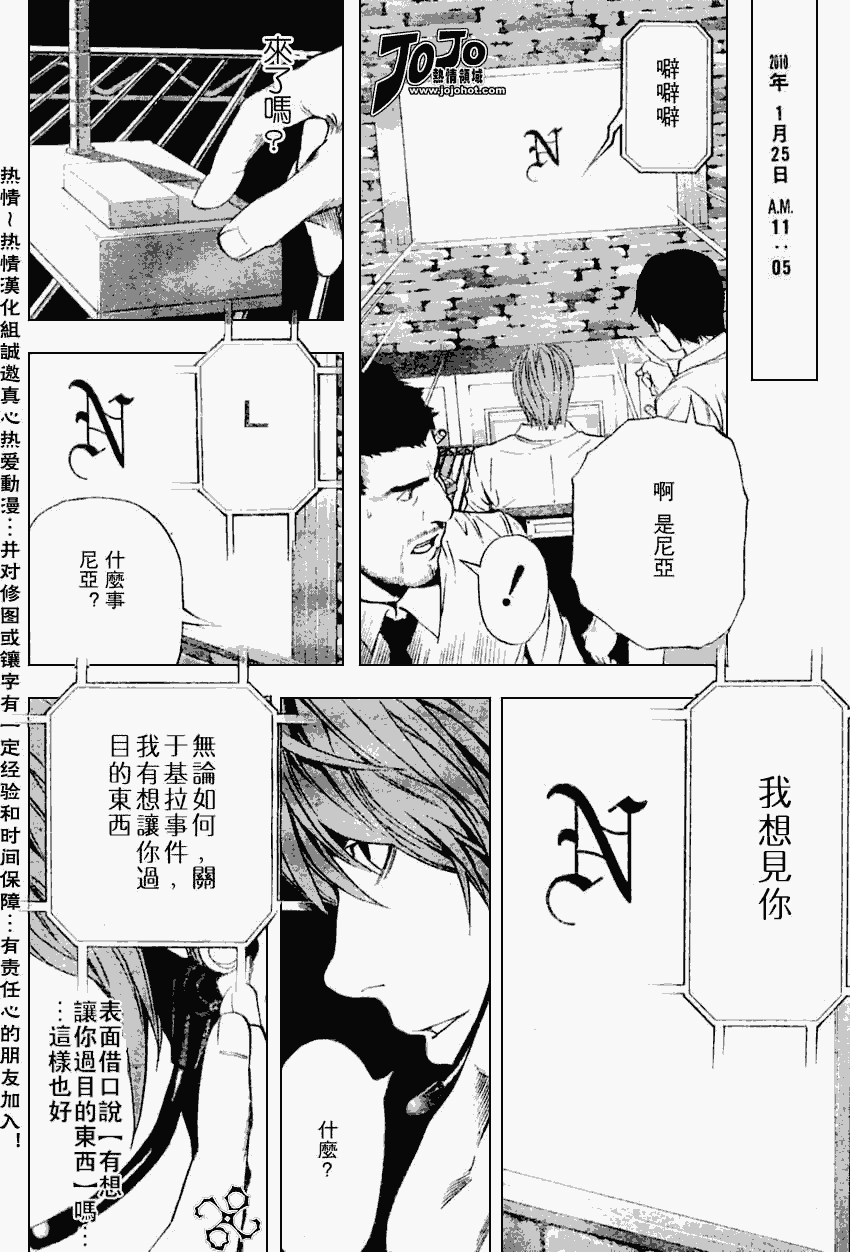 2010年 1月25日 A.M. 11:05
JOJO
熱情領域
www.jojohot.com
噼噼噼
N
啊 是尼亞
!
來了嗎?
L
N
什麼事
尼亞?
我想見你
N
什麼?
無論如何,關
于基拉事件,
我有想讓你過
目的東西
表面借口說【有想
讓你過目的東西】嗎…
…這樣也好
热情~热情漢化組誠邀真心热爱動漫…并对修图或镶字有一定经验和时间保障…有责任心的朋友加入!